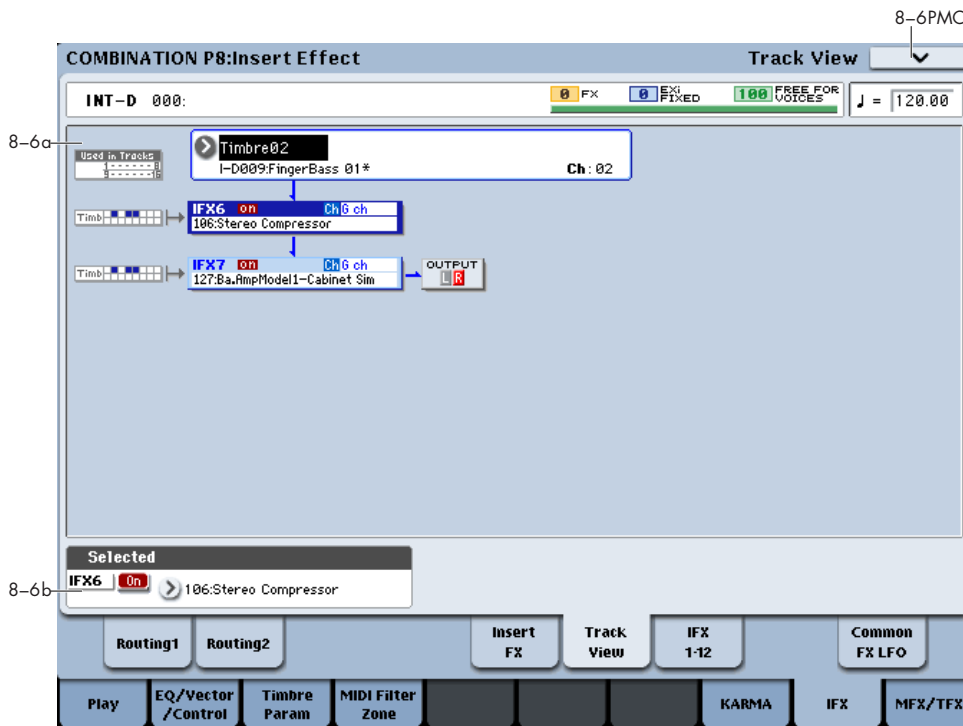 8–6PMC
COMBINATION P8:Insert Effect
Track View
INT–D 000:
0 FX
0 EXi FIXED
100 FREE FOR VOICES
♩ = 120.00
8–6a
Used in Tracks
1------8
9------16
Timbre02
I–D009:FingerBass 01*
Ch:02
Timb
IFX6 on Ch G ch
106:Stereo Compressor
Timb
IFX7 on Ch G ch
127:Ba.AmpModel1–Cabinet Sim
OUTPUT
L R
Selected
8–6b
IFX6 On 106:Stereo Compressor
Routing1
Routing2
Insert
FX
Track
View
IFX
1-12
Common
FX LFO
Play
EQ/Vector
/Control
Timbre
Param
MIDI Filter
Zone
KARMA
IFX
MFX/TFX